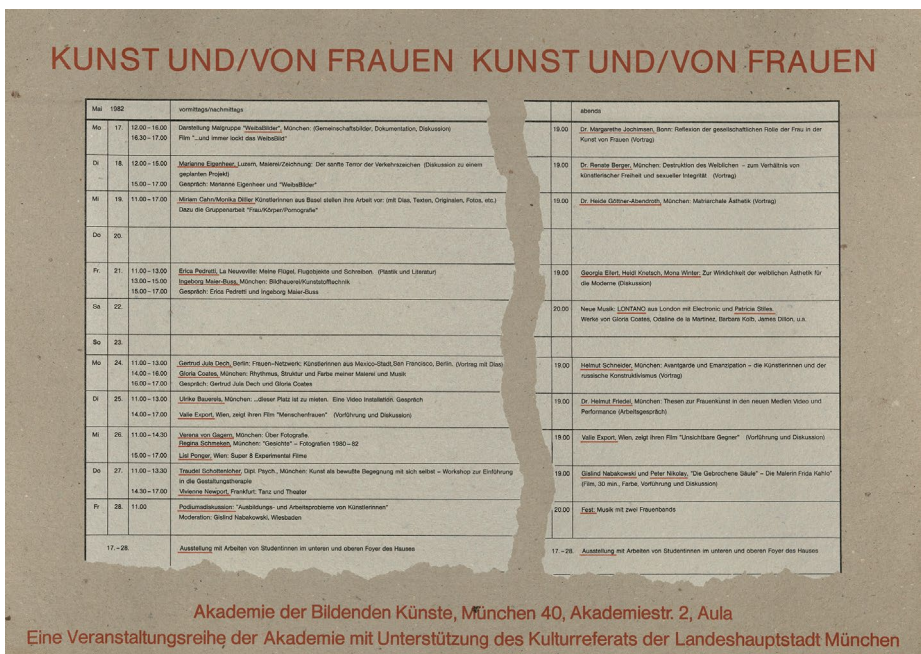 KUNST UND/VON FRAUEN KUNST UND/VON FRAUEN
Mai 1982 vormittags/nachmittags abends
Mo 17. 12.00–16.00 Darstellung Malgruppe "WeibsBilder", München: (Gemeinschaftsbilder, Dokumentation, Diskussion) 19.00 Dr. Margarethe Jochimsen, Bonn: Reflexion der gesellschaftlichen Rolle der Frau in der
16.30–17.00 Film "...und immer lockt das WeibsBild" Kunst von Frauen (Vortrag)
Di 18. 12.00–15.00 Marianne Eigenheer, Luzern, Malerei/Zeichnung: Der sanfte Terror der Verkehrszeichen (Diskussion zu einem 19.00 Dr. Renate Berger, München: Destruktion des Weiblichen – zum Verhältnis von
geplanten Projekt) künstlerischer Freiheit und sexueller Integrität (Vortrag)
15.00–17.00 Gespräch: Marianne Eigenheer und "WeibsBilder"
Mi 19. 11.00–17.00 Miriam Cahn/Monika Dillier Künstlerinnen aus Basel stellen ihre Arbeit vor: (mit Dias, Texten, Originalen, Fotos, etc.) 19.00 Dr. Heide Göttner-Abendroth, München: Matriarchale Ästhetik (Vortrag)
Dazu die Gruppenarbeit "Frau/Körper/Pornografie"
Do 20.
Fr. 21. 11.00–13.00 Erica Pedretti, La Neuveville: Meine Flügel, Flugobjekte und Schreiben. (Plastik und Literatur) 19.00 Georgia Eilert, Heidi Knetsch, Mona Winter: Zur Wirklichkeit der weiblichen Ästhetik für
13.00–15.00 Ingeborg Maier-Buss, München: Bildhauerei/Kunststofftechnik die Moderne (Diskussion)
15.00–17.00 Gespräch: Erica Pedretti und Ingeborg Maier-Buss
Sa 22. 20.00 Neue Musik: LONTANO aus London mit Electronic und Patricia Stiles.
Werke von Gloria Coates, Odaline de la Martinez, Barbara Kolb, James Dillon, u.a.
So 23.
Mo 24. 11.00–13.00 Gertrud Jula Dech, Berlin: Frauen-Netzwerk: Künstlerinnen aus Mexico-Stadt, San Francisco, Berlin. (Vortrag mit Dias) 19.00 Helmut Schneider, München: Avantgarde und Emanzipation – die Künstlerinnen und der
14.00–16.00 Gloria Coates, München: Rhythmus, Struktur und Farbe meiner Malerei und Musik russische Konstruktivismus (Vortrag)
16.00–17.00 Gespräch: Gertrud Jula Dech und Gloria Coates
Di 25. 11.00–13.00 Ulrike Bauereis, München: ...dieser Platz ist zu mieten. Eine Video Installation. Gespräch 19.00 Dr. Helmut Friedel, München: Thesen zur Frauenkunst in den neuen Medien Video und
14.00–17.00 Valie Export, Wien, zeigt ihren Film "Menschenfrauen" (Vorführung und Diskussion) Performance (Arbeitsgespräch)
Mi 26. 11.00–14.30 Verena von Gagern, München: Über Fotografie 19.00 Valie Export, Wien, zeigt ihren Film "Unsichtbare Gegner" (Vorführung und Diskussion)
Regina Schmeken, München: "Gesichte" – Fotografien 1980–82
15.00–17.00 Lisl Ponger, Wien: Super 8 Experimental Filme
Do 27. 11.00–13.30 Traudel Schottenloher, Dipl. Psych., München: Kunst als bewußte Begegnung mit sich selbst – Workshop zur Einführung 19.00 Gislind Nabakowski und Peter Nikolay, "Die Gebrochene Säule" – Die Malerin Frida Kahlo"
in die Gestaltungstherapie (Film, 30 min., Farbe, Vorführung und Diskussion)
14.30–17.00 Vivienne Newport, Frankfurt: Tanz und Theater
Fr 28. 11.00 Podiumsdiskussion: "Ausbildungs- und Arbeitsprobleme von Künstlerinnen" 20.00 Fest: Musik mit zwei Frauenbands
Moderation: Gislind Nabakowski, Wiesbaden
17.–28. Ausstellung mit Arbeiten von Studentinnen im unteren und oberen Foyer des Hauses 17.–28. Ausstellung mit Arbeiten von Studentinnen im unteren und oberen Foyer des Hauses
Akademie der Bildenden Künste, München 40, Akademiestr. 2, Aula
Eine Veranstaltungsreihe der Akademie mit Unterstützung des Kulturreferats der Landeshauptstadt München